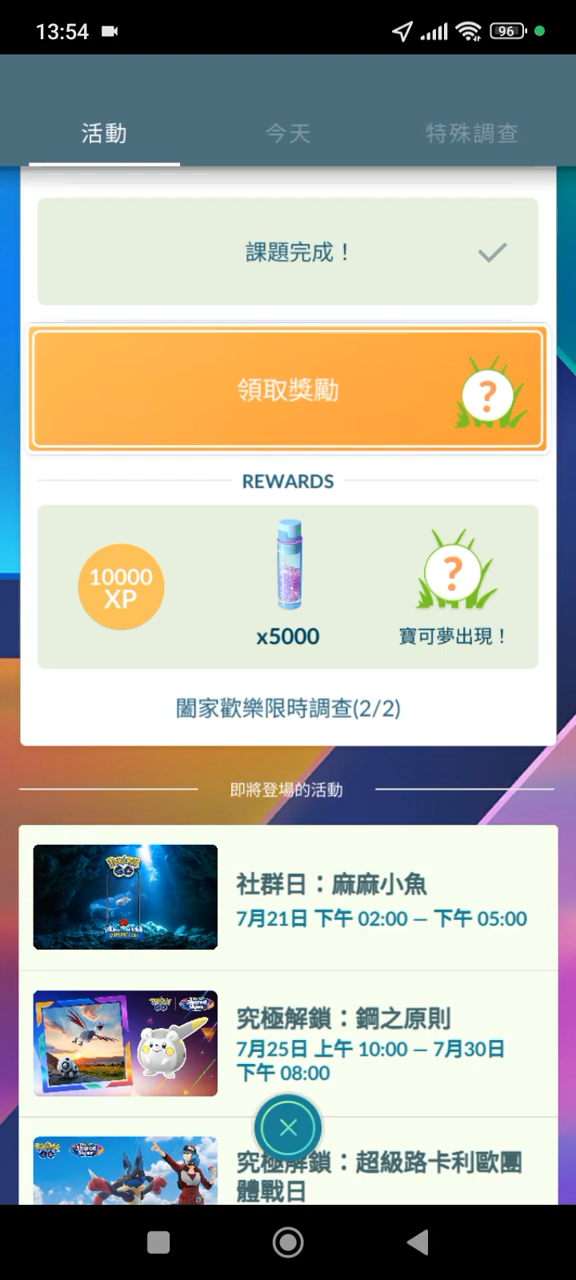 13:54
96
活動
今天
特殊調查
課題完成！
領取獎勵
?
REWARDS
10000
XP
x5000
?
寶可夢出現！
闔家歡樂限時調查(2/2)
即將登場的活動
社群日：麻麻小魚
7月21日 下午 02:00 – 下午 05:00
究極解鎖：鋼之原則
7月25日 上午 10:00 – 7月30日
下午 08:00
究極解鎖：超級路卡利歐團
體戰日